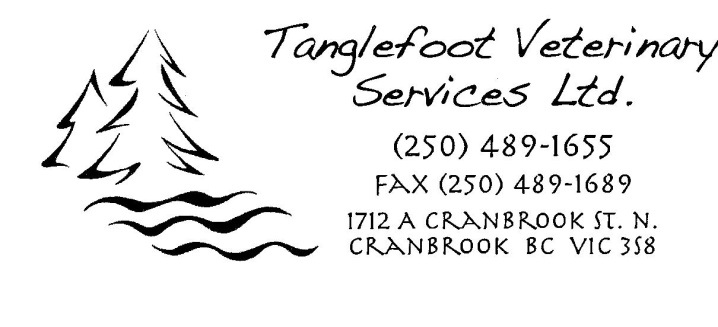 Tanglefoot Veterinary
Services Ltd.
(250) 489-1655
FAX (250) 489-1689
1712 A CRANBROOK ST. N.
CRANBROOK BC V1C 3S8